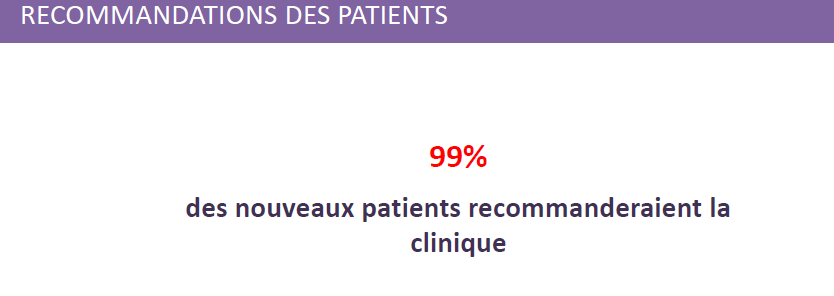 RECOMMANDATIONS DES PATIENTS
99%
des nouveaux patients recommanderaient la
clinique